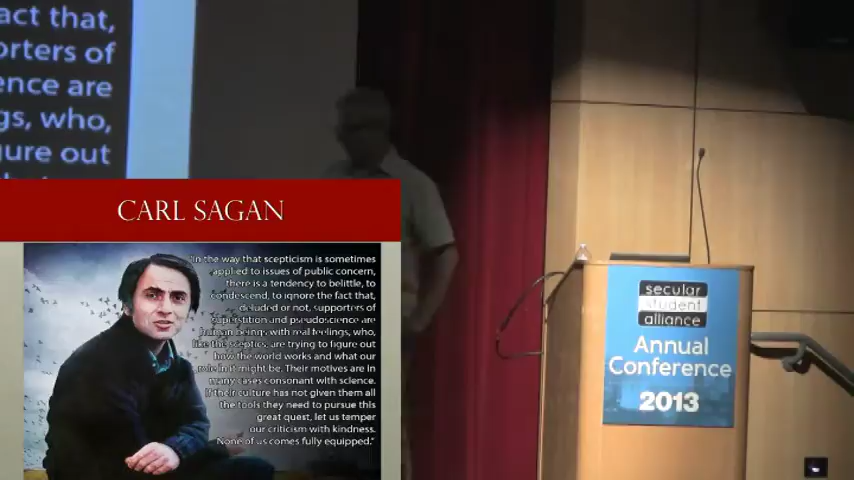 act that,
orters of
ence are
gs, who,
gure out
CARL SAGAN
"In the way that scepticism is sometimes
applied to issues of public concern,
there is a tendency to belittle, to
condescend, to ignore the fact that,
deluded or not, supporters of
superstition and pseudoscience are
human beings with real feelings, who,
like the sceptics, are trying to figure out
how the world works and what our
role in it might be. Their motives are in
many cases consonant with science.
If their culture has not given them all
the tools they need to pursue this
great quest, let us temper
our criticism with kindness.
None of us comes fully equipped."
secular
student
alliance
Annual
Conference
2013